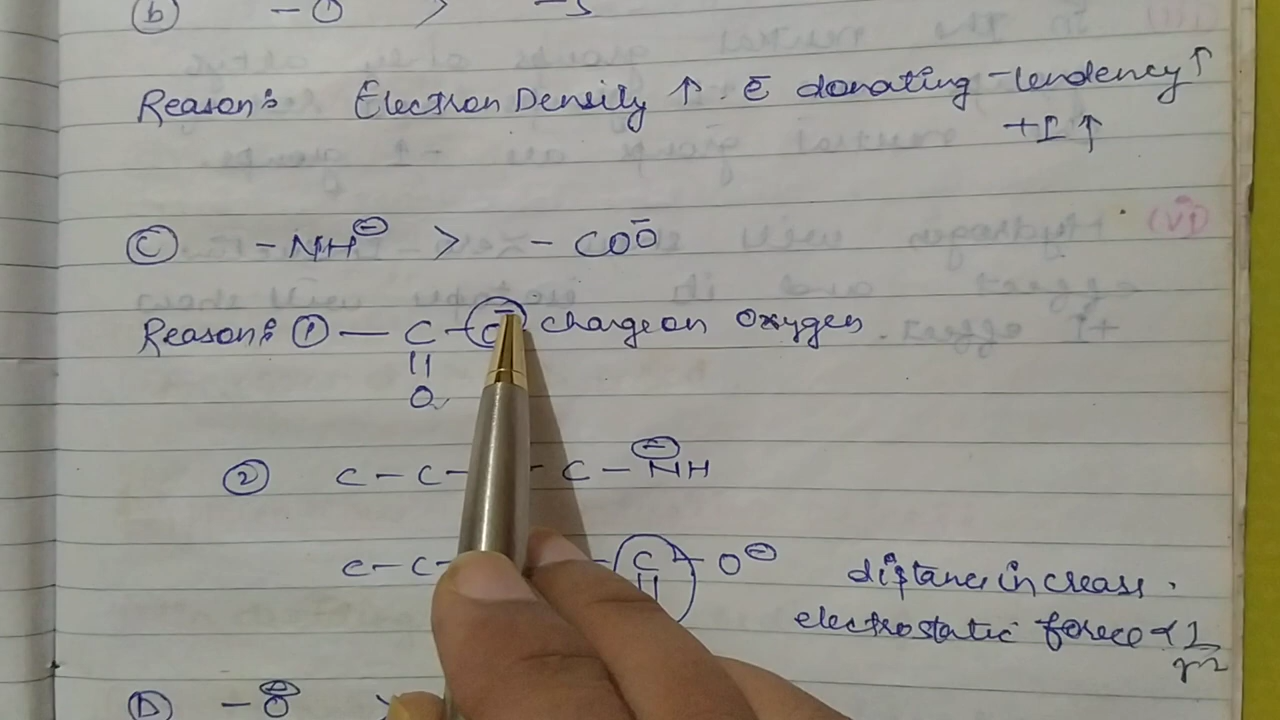 (b) -O⊖ > -S
Reason: Electron Density ↑. ē donating tendency ↑
+I ↑
(C) -NH⊖ > - COO⁻
Reason: ① — C — O⁻ charge on oxygen.
||
O
② C - C - - C - NH⊖
C - C - - C - O⊖ distance increase.
||
electrostatic force ∝ 1/r²
(D) - O⊖ >